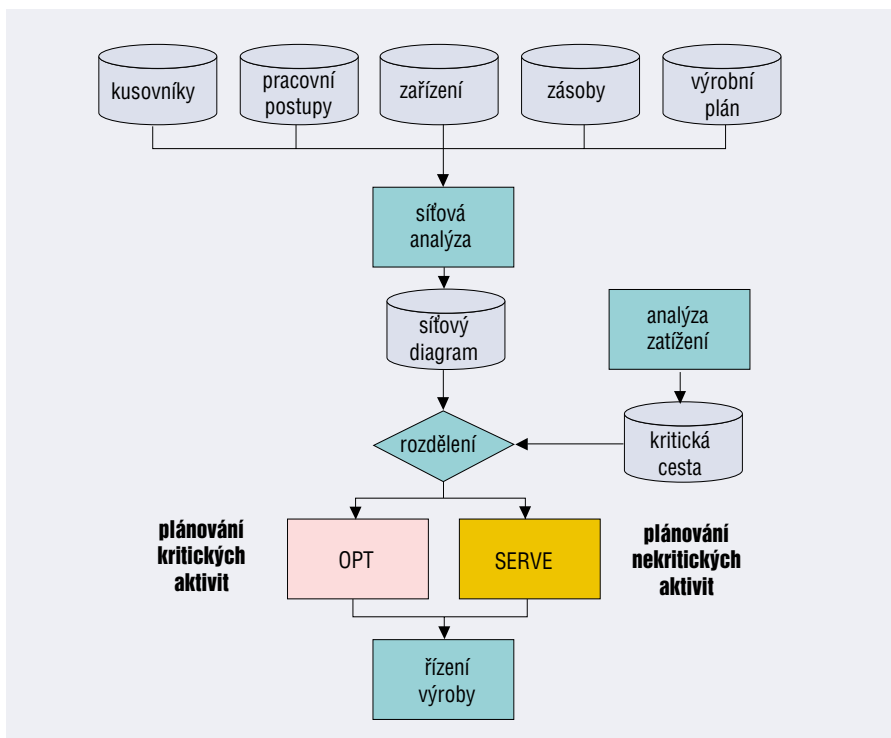 kusovníky
pracovní
postupy
zařízení
zásoby
výrobní
plán
síťová
analýza
síťový
diagram
analýza
zatížení
rozdělení
kritická
cesta
plánování
kritických
aktivit
OPT
SERVE
plánování
nekritických
aktivit
řízení
výroby